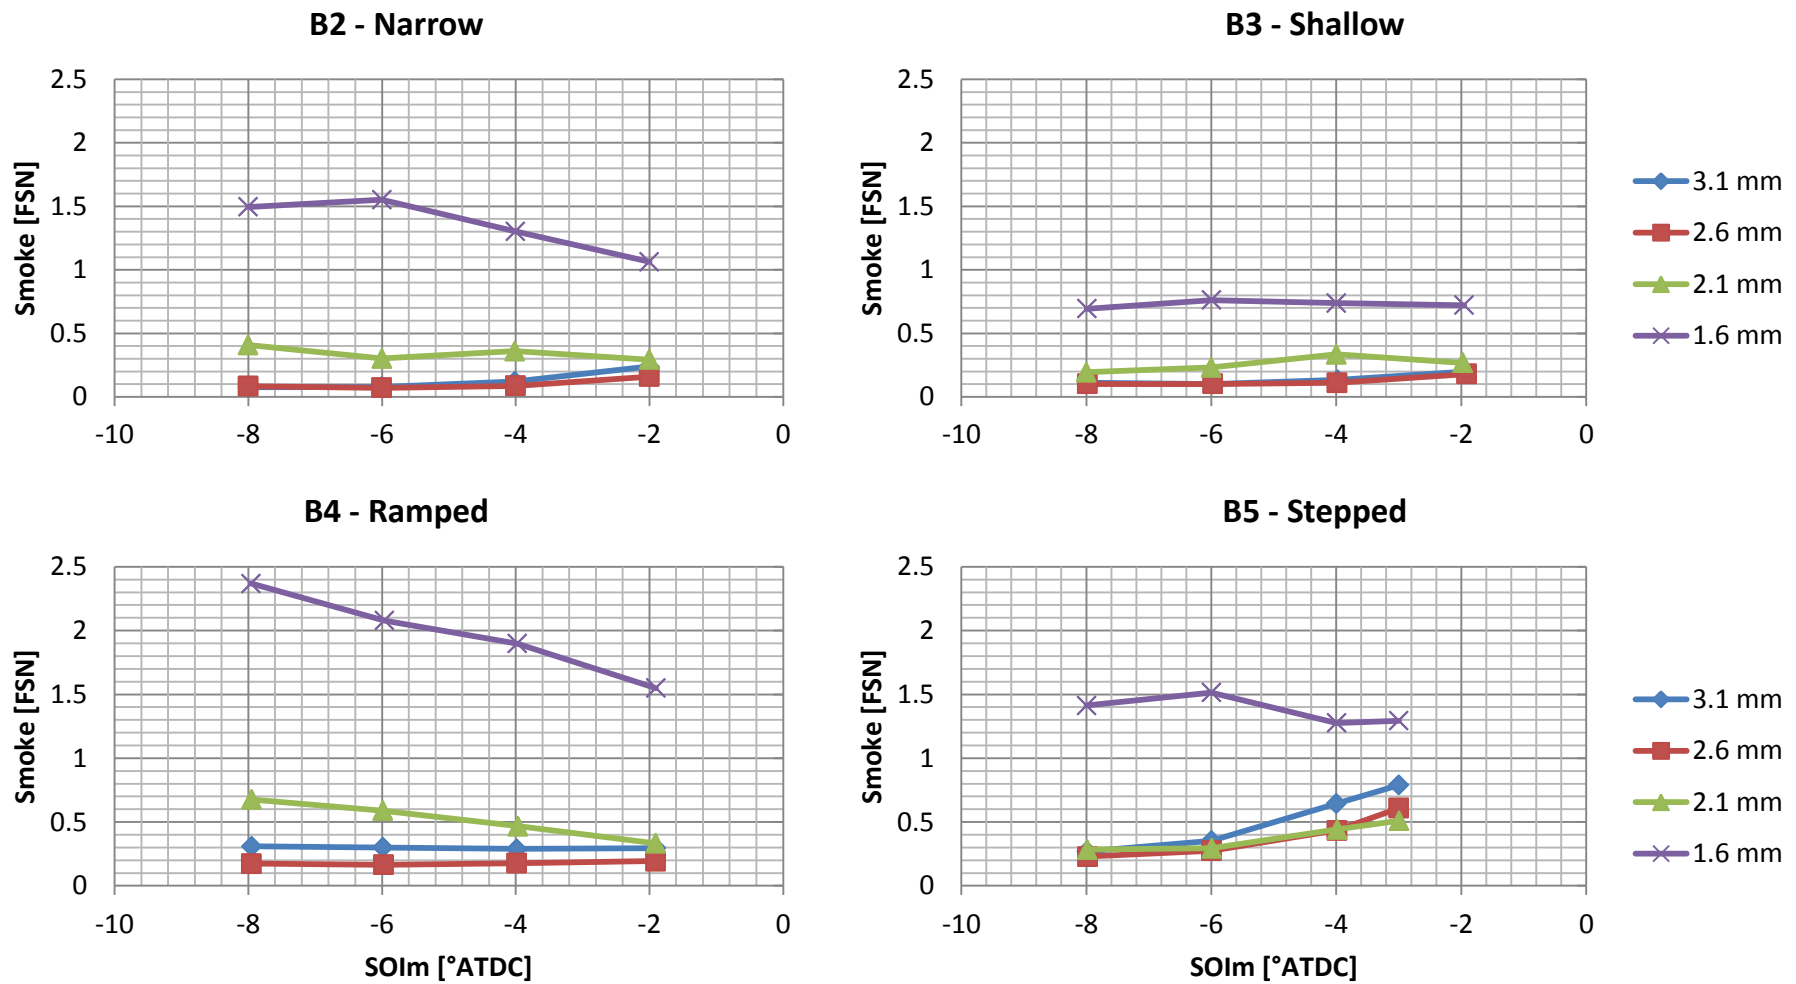 B2 - Narrow
2.5
2
1.5
1
0.5
0
Smoke [FSN]
-10 -8 -6 -4 -2 0
B3 - Shallow
2.5
2
1.5
1
0.5
0
Smoke [FSN]
-10 -8 -6 -4 -2 0
3.1 mm
2.6 mm
2.1 mm
1.6 mm
B4 - Ramped
2.5
2
1.5
1
0.5
0
Smoke [FSN]
-10 -8 -6 -4 -2 0
SOIm [°ATDC]
B5 - Stepped
2.5
2
1.5
1
0.5
0
Smoke [FSN]
-10 -8 -6 -4 -2 0
SOIm [°ATDC]
3.1 mm
2.6 mm
2.1 mm
1.6 mm